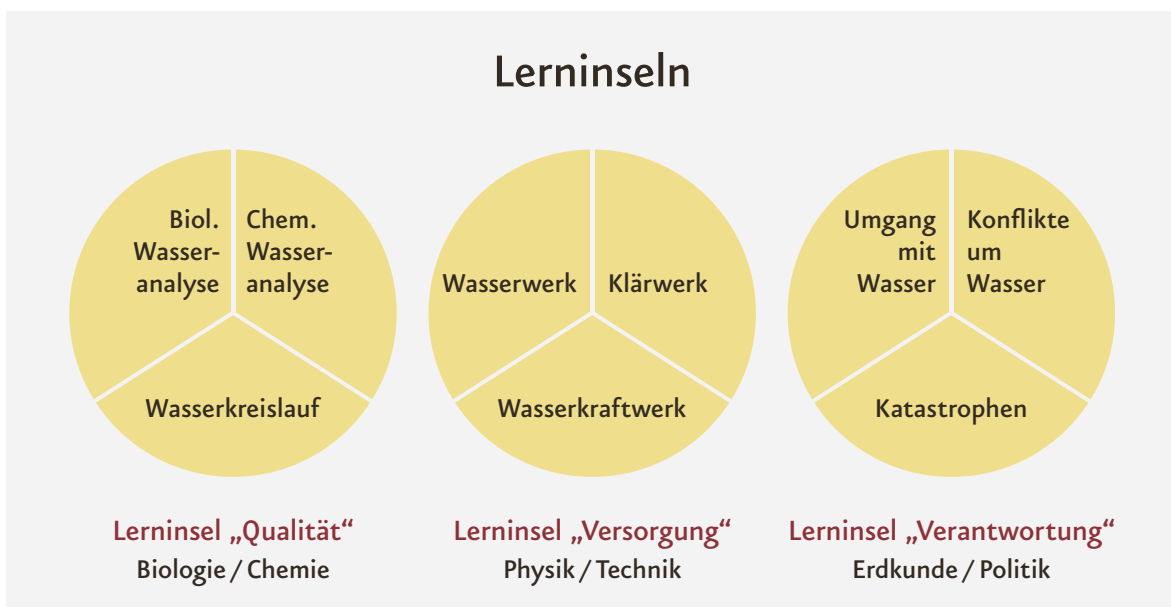 Lerninseln
Biol.
Wasser-
analyse
Chem.
Wasser-
analyse
Wasserkreislauf
Wasserwerk
Klärwerk
Wasserkraftwerk
Umgang
mit
Wasser
Konflikte
um
Wasser
Katastrophen
Lerninsel „Qualität“
Biologie / Chemie
Lerninsel „Versorgung“
Physik / Technik
Lerninsel „Verantwortung“
Erdkunde / Politik